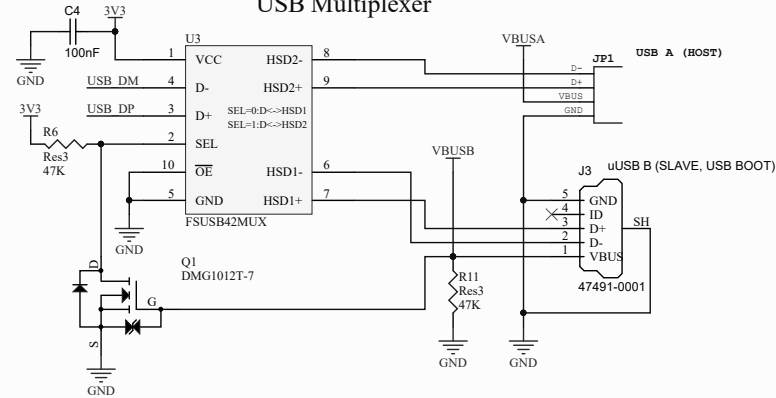 USB Multiplexer
C4
3V3
100nF
GND
U3
1
VCC
HSD2-
8
USB_DM
4
D-
HSD2+
9
USB_DP
3
D+
SEL=0:D<->HSD1
SEL=1:D<->HSD2
3V3
R6
Res3
47K
2
SEL
10
OE
HSD1-
6
5
GND
HSD1+
7
FSUSB42MUX
GND
VBUSA
JP1
USB A (HOST)
D-
D+
VBUS
GND
VBUSB
J3
uUSB B (SLAVE, USB BOOT)
5
GND
4
ID
3
D+
2
D-
1
VBUS
SH
47491-0001
Q1
DMG1012T-7
D
G
S
R11
Res3
47K
GND
GND
GND